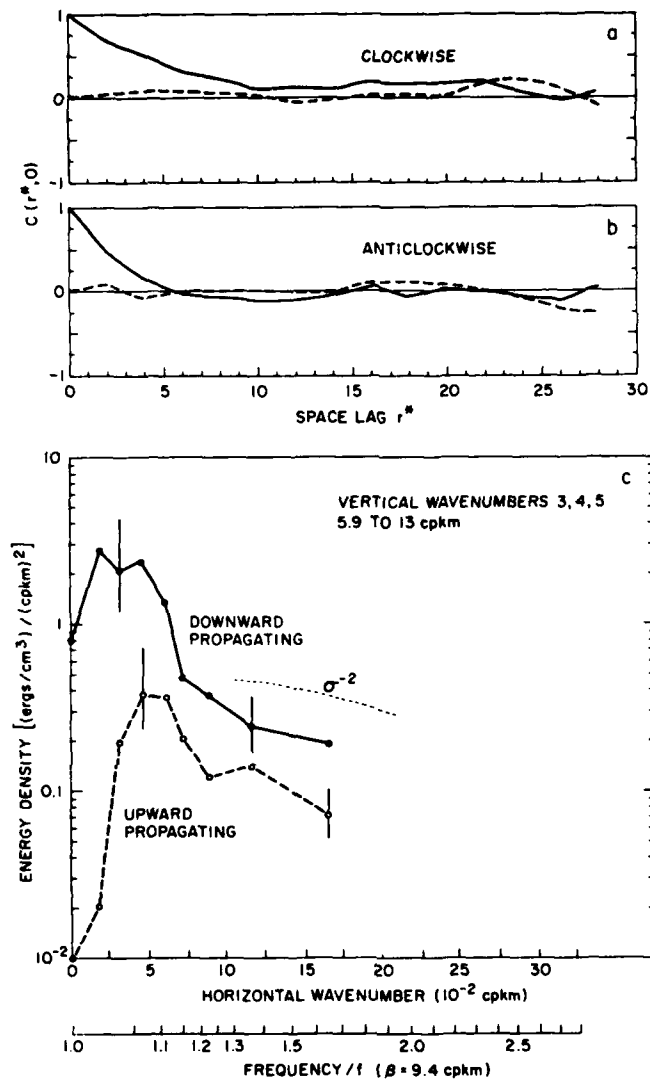 a
CLOCKWISE
1
0
-1
C (r*,0)
b
ANTICLOCKWISE
1
0
-1
0 5 10 15 20 25 30
SPACE LAG r*
c
VERTICAL WAVENUMBERS 3, 4, 5
5.9 TO 13 cpkm
10
1
0.1
10⁻²
ENERGY DENSITY [(ergs/cm³)/(cpkm)²]
DOWNWARD
PROPAGATING
σ⁻²
UPWARD
PROPAGATING
0 5 10 15 20 25 30
HORIZONTAL WAVENUMBER (10⁻² cpkm)
1.0 1.1 1.2 1.3 1.5 2.0 2.5
FREQUENCY/f (β = 9.4 cpkm)